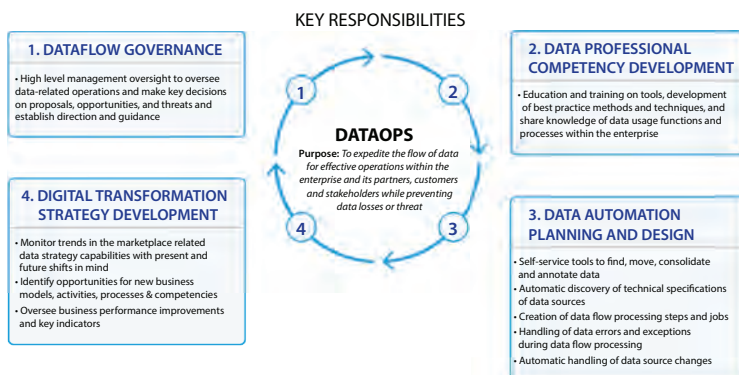 KEY RESPONSIBILITIES
1. DATAFLOW GOVERNANCE
• High level management oversight to oversee
data-related operations and make key decisions
on proposals, opportunities, and threats and
establish direction and guidance
2. DATA PROFESSIONAL
COMPETENCY DEVELOPMENT
• Education and training on tools, development
of best practice methods and techniques, and
share knowledge of data usage functions and
processes within the enterprise
1
2
DATAOPS
Purpose: To expedite the flow of data
for effective operations within the
enterprise and its partners, customers
and stakeholders while preventing
data losses or threat
4
3
4. DIGITAL TRANSFORMATION
STRATEGY DEVELOPMENT
• Monitor trends in the marketplace related
data strategy capabilities with present and
future shifts in mind
• Identify opportunities for new business
models, activities, processes & competencies
• Oversee business performance improvements
and key indicators
3. DATA AUTOMATION
PLANNING AND DESIGN
• Self-service tools to find, move, consolidate
and annotate data
• Automatic discovery of technical specifications
of data sources
• Creation of data flow processing steps and jobs
• Handling of data errors and exceptions
during data flow processing
• Automatic handling of data source changes